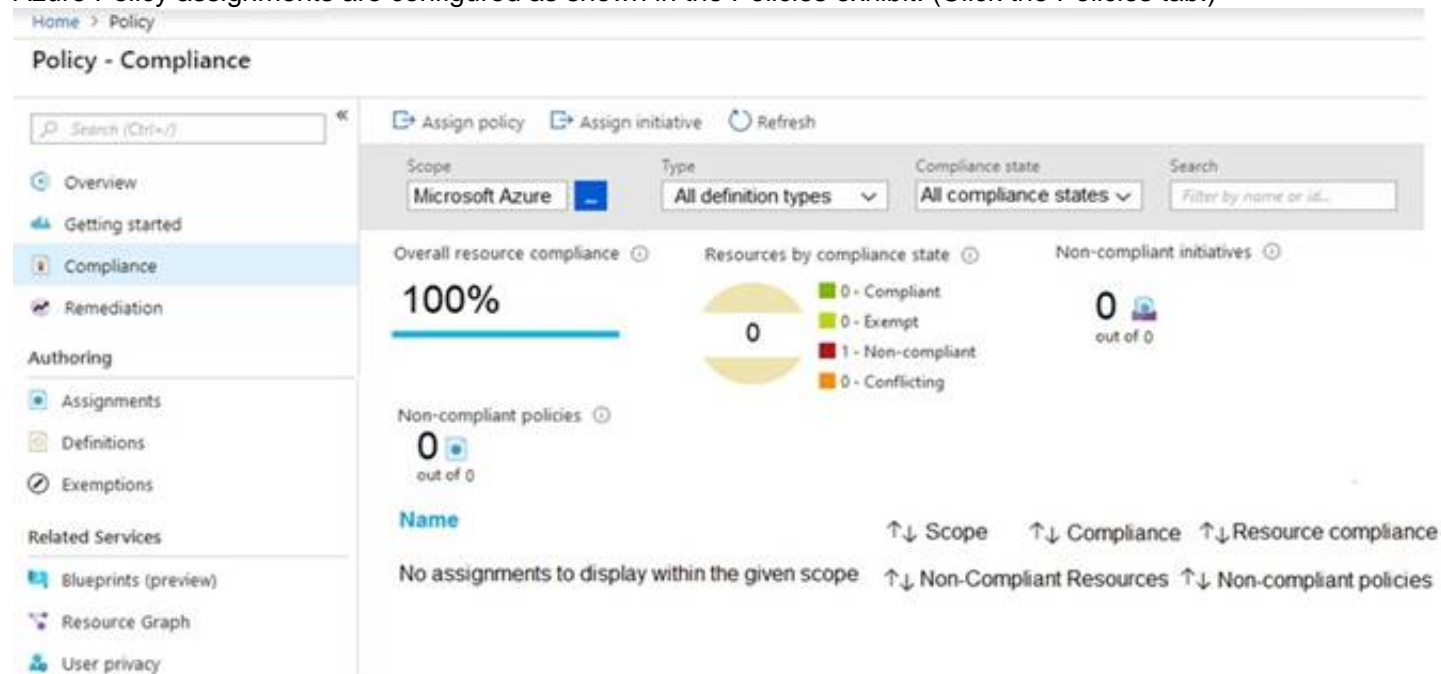 Azure Policy assignments are configured as shown in the Policies exhibit. (Click the Policies tab.)
Home > Policy
Policy - Compliance
Search (Ctrl+/)
«
Overview
Getting started
Compliance
Remediation
Authoring
Assignments
Definitions
Exemptions
Related Services
Blueprints (preview)
Resource Graph
User privacy
Assign policy Assign initiative Refresh
Scope Type Compliance state Search
Microsoft Azure ... All definition types All compliance states Filter by name or id...
Overall resource compliance Resources by compliance state Non-compliant initiatives
100%
0
0 - Compliant
0 - Exempt
1 - Non-compliant
0 - Conflicting
0
out of 0
Non-compliant policies
0
out of 0
Name ↑↓ Scope ↑↓ Compliance ↑↓ Resource compliance
No assignments to display within the given scope ↑↓ Non-Compliant Resources ↑↓ Non-compliant policies